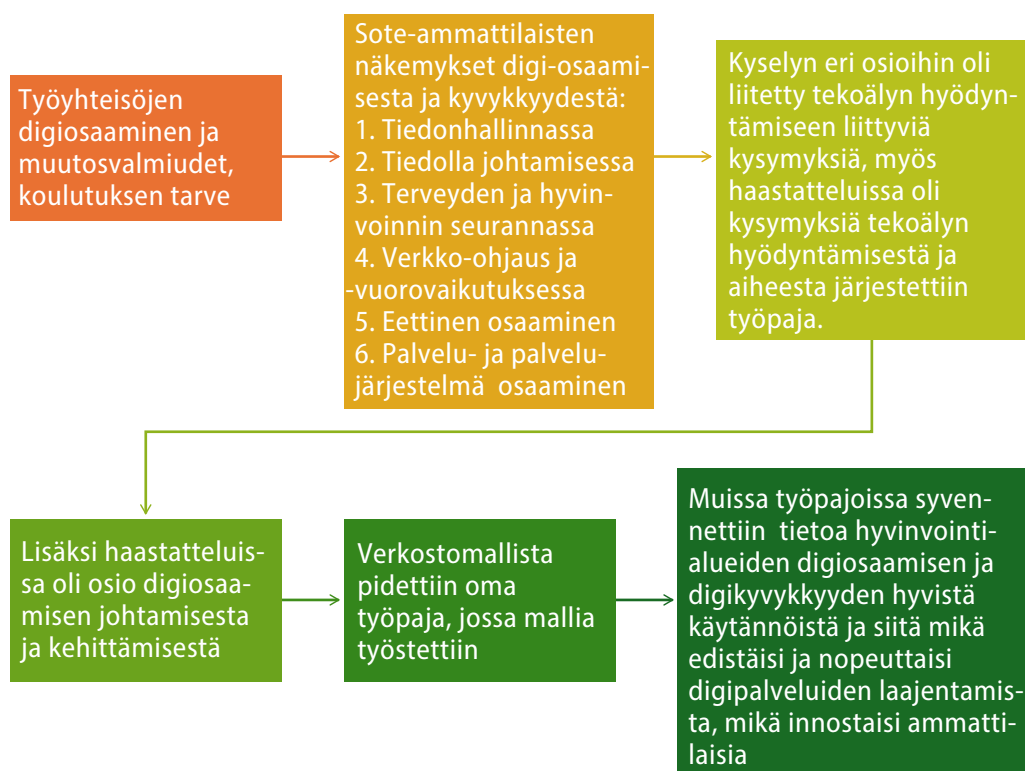 Työyhteisöjen
digiosaaminen ja
muutosvalmiudet,
koulutuksen tarve
Sote-ammattilaisten
näkemykset digi-osaami-
sesta ja kyvykkyydestä:
1. Tiedonhallinnassa
2. Tiedolla johtamisessa
3. Terveyden ja hyvin-
voinnin seurannassa
4. Verkko-ohjaus ja
-vuorovaikutuksessa
5. Eettinen osaaminen
6. Palvelu- ja palvelu-
järjestelmä osaaminen
Kyselyn eri osioihin oli
liitetty tekoälyn hyödyn-
tämiseen liittyviä
kysymyksiä, myös
haastatteluissa oli
kysymyksiä tekoälyn
hyödyntämisestä ja
aiheesta järjestettiin
työpaja.
Lisäksi haastatteluis-
sa oli osio digiosaa-
misen johtamisesta
ja kehittämisestä
Verkostomallista
pidettiin oma
työpaja, jossa mallia
työstettiin
Muissa työpajoissa syven-
nettiin tietoa hyvinvointi-
alueiden digiosaamisen ja
digikyvykkyyden hyvistä
käytännöistä ja siitä mikä
edistäisi ja nopeuttaisi
digipalveluiden laajentamis-
ta, mikä innostaisi ammatti-
laisia